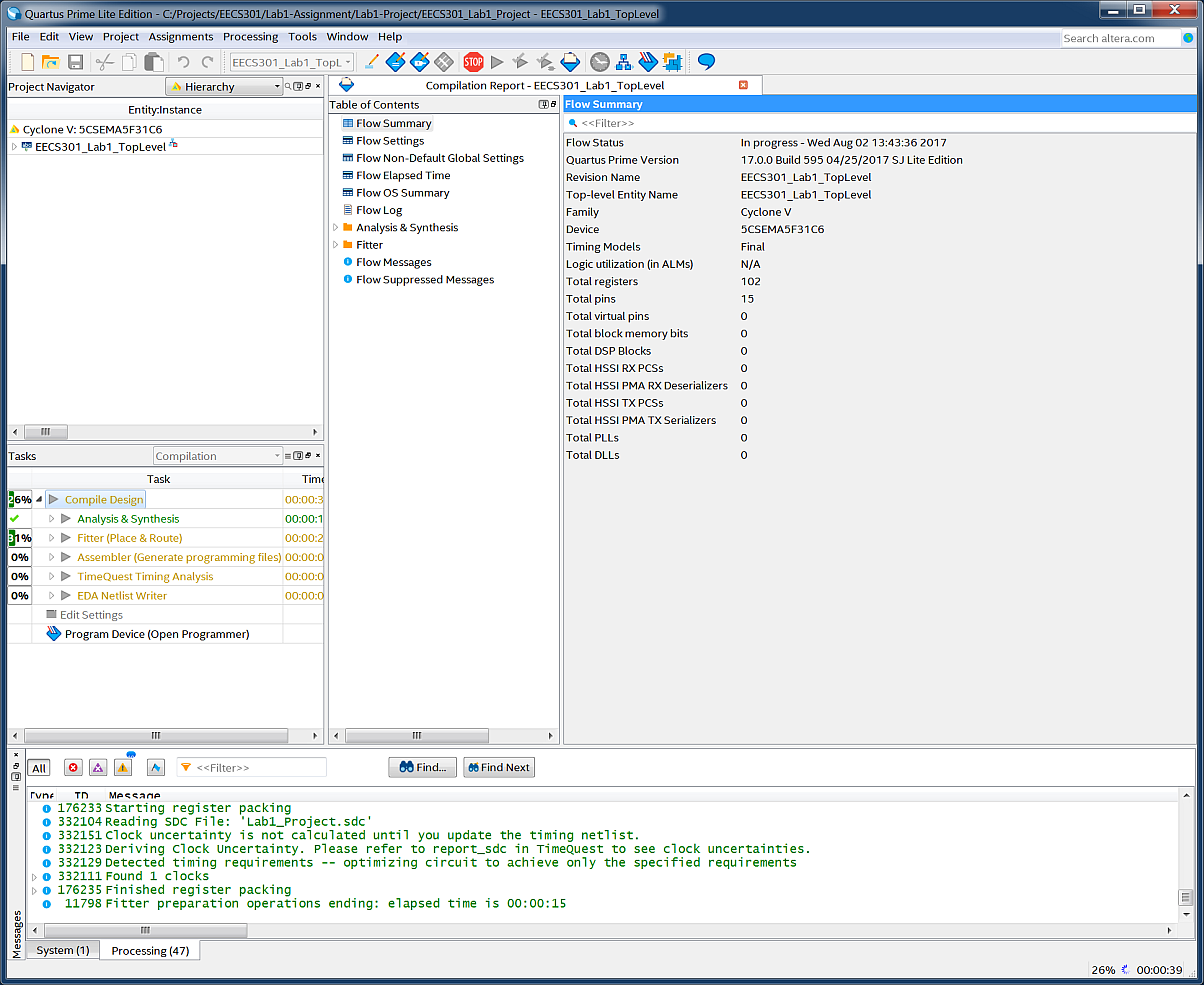 Quartus Prime Lite Edition - C:/Projects/EECS301/Lab1-Assignment/Lab1-Project/EECS301_Lab1_Project - EECS301_Lab1_TopLevel
File Edit View Project Assignments Processing Tools Window Help
Search altera.com
EECS301_Lab1_TopL
STOP
Project Navigator
Hierarchy
Entity:Instance
Cyclone V: 5CSEMA5F31C6
EECS301_Lab1_TopLevel
Compilation Report - EECS301_Lab1_TopLevel
Table of Contents
Flow Summary
Flow Settings
Flow Non-Default Global Settings
Flow Elapsed Time
Flow OS Summary
Flow Log
Analysis & Synthesis
Fitter
Flow Messages
Flow Suppressed Messages
Flow Summary
<<Filter>>
Flow Status In progress - Wed Aug 02 13:43:36 2017
Quartus Prime Version 17.0.0 Build 595 04/25/2017 SJ Lite Edition
Revision Name EECS301_Lab1_TopLevel
Top-level Entity Name EECS301_Lab1_TopLevel
Family Cyclone V
Device 5CSEMA5F31C6
Timing Models Final
Logic utilization (in ALMs) N/A
Total registers 102
Total pins 15
Total virtual pins 0
Total block memory bits 0
Total DSP Blocks 0
Total HSSI RX PCSs 0
Total HSSI PMA RX Deserializers 0
Total HSSI TX PCSs 0
Total HSSI PMA TX Serializers 0
Total PLLs 0
Total DLLs 0
Tasks
Compilation
Task Time
26% Compile Design 00:00:3
Analysis & Synthesis 00:00:1
31% Fitter (Place & Route) 00:00:2
0% Assembler (Generate programming files) 00:00:0
0% TimeQuest Timing Analysis 00:00:0
0% EDA Netlist Writer 00:00:0
Edit Settings
Program Device (Open Programmer)
All
<<Filter>>
Find...
Find Next
Type ID Message
176233 Starting register packing
332104 Reading SDC File: 'Lab1_Project.sdc'
332151 Clock uncertainty is not calculated until you update the timing netlist.
332123 Deriving Clock Uncertainty. Please refer to report_sdc in TimeQuest to see clock uncertainties.
332129 Detected timing requirements -- optimizing circuit to achieve only the specified requirements
332111 Found 1 clocks
176235 Finished register packing
11798 Fitter preparation operations ending: elapsed time is 00:00:15
Messages
System (1)
Processing (47)
26% 00:00:39